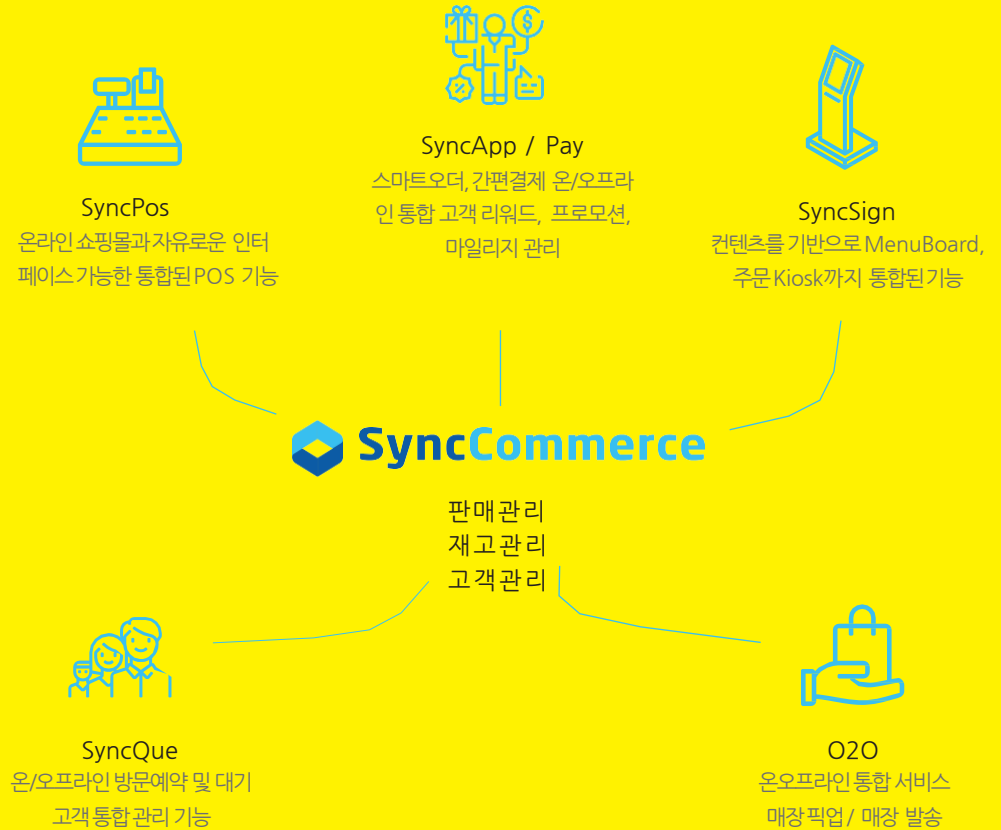 SyncApp / Pay
스마트오더, 간편결제 온/오프라
인 통합 고객 리워드, 프로모션,
마일리지 관리
SyncPos
온라인 쇼핑몰과 자유로운 인터
페이스 가능한 통합된 POS 기능
SyncSign
컨텐츠를 기반으로 MenuBoard,
주문 Kiosk까지 통합된 기능
SyncCommerce
판매관리
재고관리
고객관리
SyncQue
온/오프라인 방문예약 및 대기
고객 통합 관리 기능
O2O
온오프라인 통합 서비스
매장 픽업 / 매장 발송